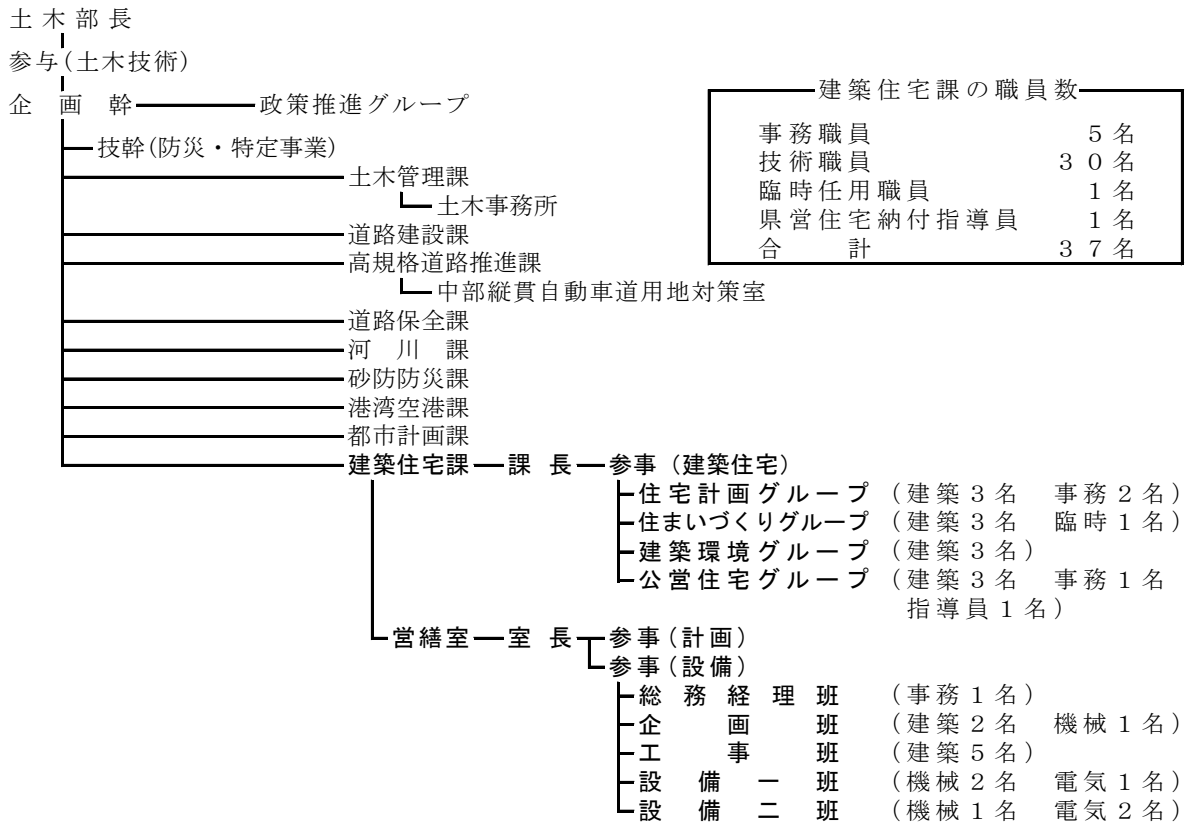 土木部長
参与(土木技術)
企画幹 政策推進グループ
技幹(防災・特定事業)
土木管理課
土木事務所
道路建設課
高規格道路推進課
中部縦貫自動車道用地対策室
道路保全課
河川課
砂防防災課
港湾空港課
都市計画課
建築住宅課 課長 参事(建築住宅)
住宅計画グループ (建築3名 事務2名)
住まいづくりグループ (建築3名 臨時1名)
建築環境グループ (建築3名)
公営住宅グループ (建築3名 事務1名
指導員1名)
営繕室 室長 参事(計画)
参事(設備)
総務経理班 (事務1名)
企画班 (建築2名 機械1名)
工事班 (建築5名)
設備一班 (機械2名 電気1名)
設備二班 (機械1名 電気2名)
建築住宅課の職員数
事務職員 5名
技術職員 30名
臨時任用職員 1名
県営住宅納付指導員 1名
合計 37名